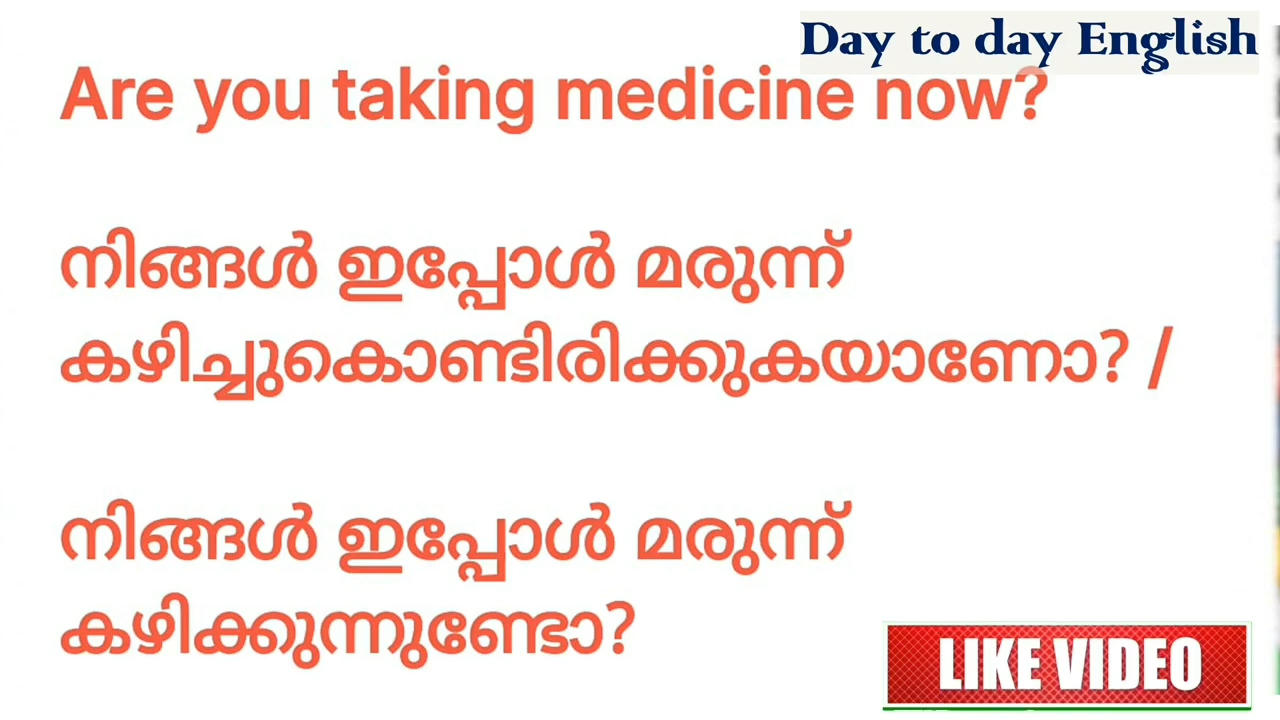 Day to day English
Are you taking medicine now?
നിങ്ങൾ ഇപ്പോൾ മരുന്ന്
കഴിച്ചുകൊണ്ടിരിക്കുകയാണോ? /
നിങ്ങൾ ഇപ്പോൾ മരുന്ന്
കഴിക്കുന്നുണ്ടോ?
LIKE VIDEO